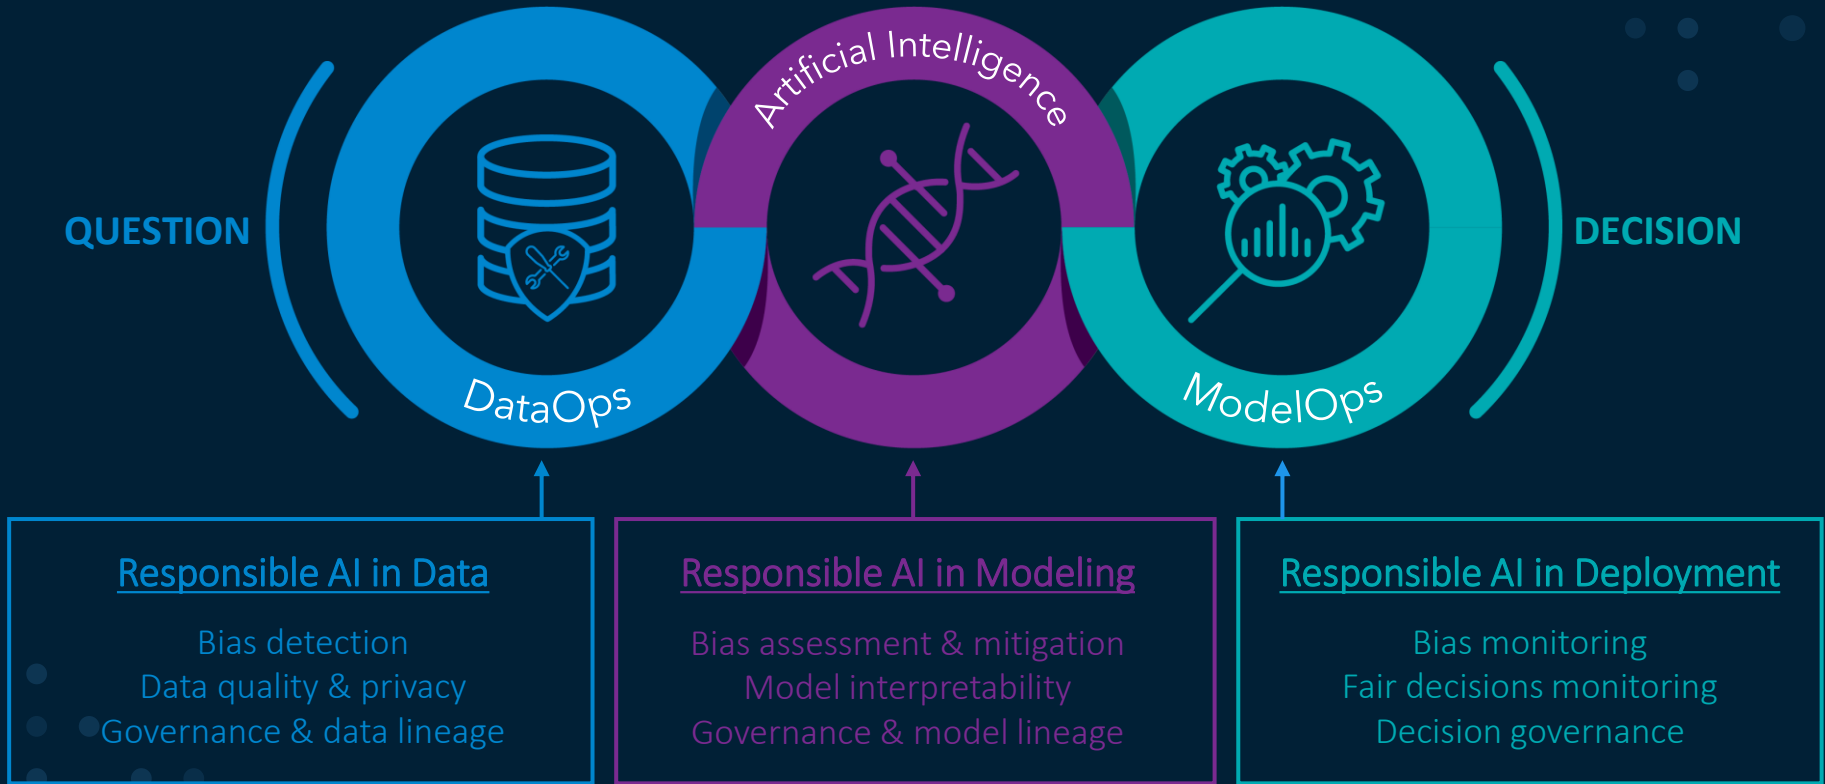 Artificial Intelligence
QUESTION
DECISION
DataOps
ModelOps
Responsible AI in Data
Bias detection
Data quality & privacy
Governance & data lineage
Responsible AI in Modeling
Bias assessment & mitigation
Model interpretability
Governance & model lineage
Responsible AI in Deployment
Bias monitoring
Fair decisions monitoring
Decision governance